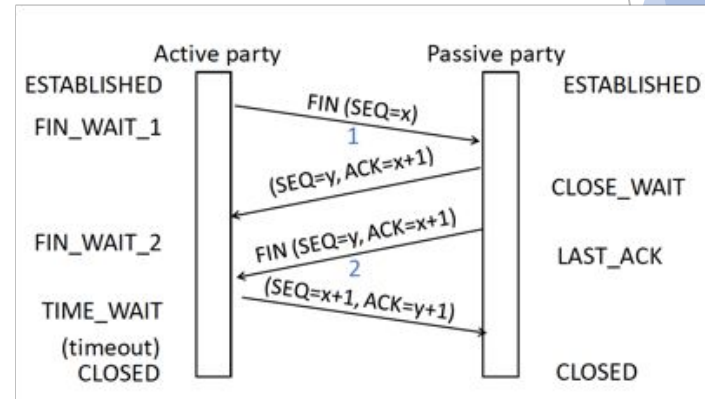 Active party Passive party
ESTABLISHED ESTABLISHED
FIN (SEQ=x)
FIN_WAIT_1
1
(SEQ=y, ACK=x+1)
CLOSE_WAIT
FIN (SEQ=y, ACK=x+1)
FIN_WAIT_2
LAST_ACK
2
(SEQ=x+1, ACK=y+1)
TIME_WAIT
(timeout)
CLOSED CLOSED